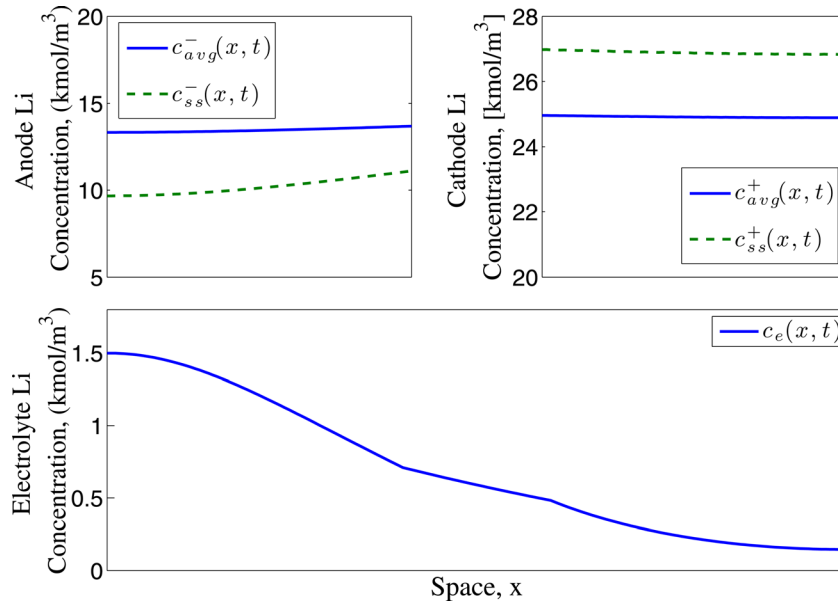 Anode Li
Concentration, (kmol/m³)
20
15
10
5
c⁻avg(x, t)
c⁻ss(x, t)
Cathode Li
Concentration, [kmol/m³]
28
26
24
22
20
c⁺avg(x, t)
c⁺ss(x, t)
Electrolyte Li
Concentration, (kmol/m³)
1.5
1
0.5
0
cₑ(x, t)
Space, x